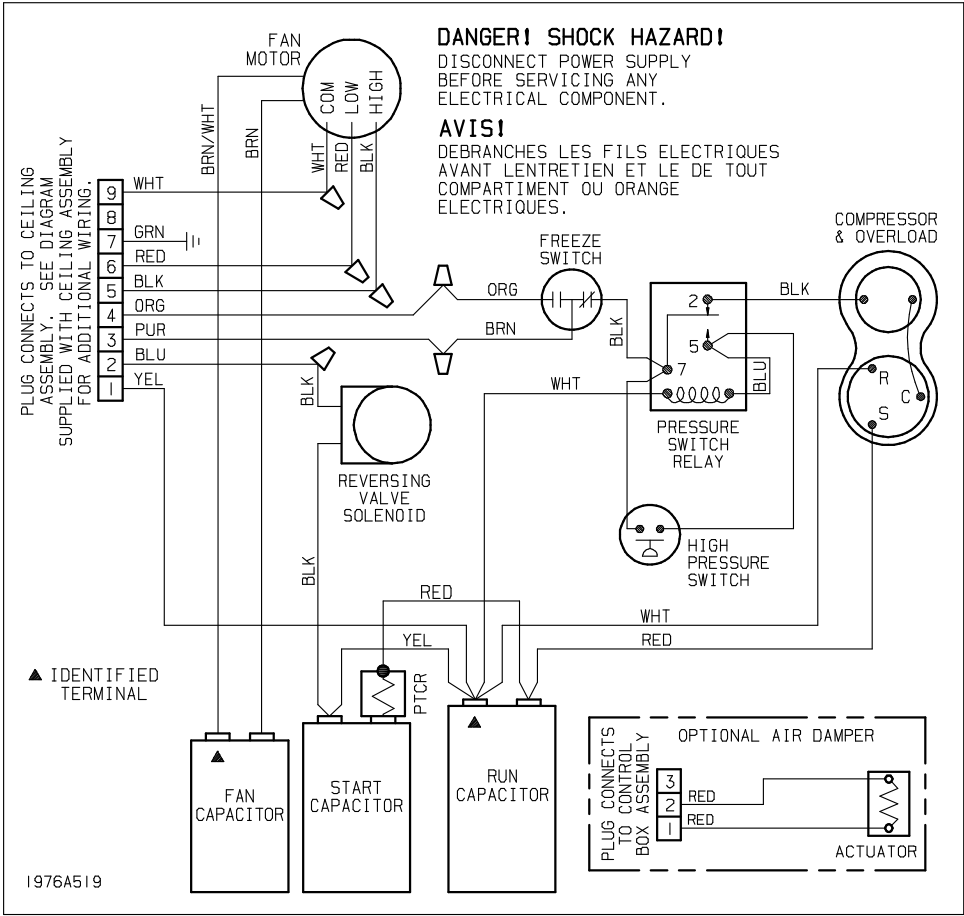 FAN
MOTOR
COM
LOW
HIGH
DANGER! SHOCK HAZARD!
DISCONNECT POWER SUPPLY
BEFORE SERVICING ANY
ELECTRICAL COMPONENT.
AVIS!
DEBRANCHES LES FILS ELECTRIQUES
AVANT LENTRETIEN ET LE DE TOUT
COMPARTIMENT OU ORANGE
ELECTRIQUES.
BRN/WHT
BRN
WHT
RED
BLK
PLUG CONNECTS TO CEILING
ASSEMBLY. SEE DIAGRAM
SUPPLIED WITH CEILING ASSEMBLY
FOR ADDITIONAL WIRING.
9 WHT
8
7 GRN
6 RED
5 BLK
4 ORG
3 PUR
2 BLU
1 YEL
FREEZE
SWITCH
ORG
BRN
BLK
COMPRESSOR
& OVERLOAD
2
BLK
5
7
BLU
WHT
R
C
S
PRESSURE
SWITCH
RELAY
BLK
REVERSING
VALVE
SOLENOID
HIGH
PRESSURE
SWITCH
BLK
RED
WHT
YEL
RED
IDENTIFIED
TERMINAL
PTCR
FAN
CAPACITOR
START
CAPACITOR
RUN
CAPACITOR
OPTIONAL AIR DAMPER
PLUG CONNECTS
TO CONTROL
BOX ASSEMBLY
3
2 RED
1 RED
ACTUATOR
1976A519